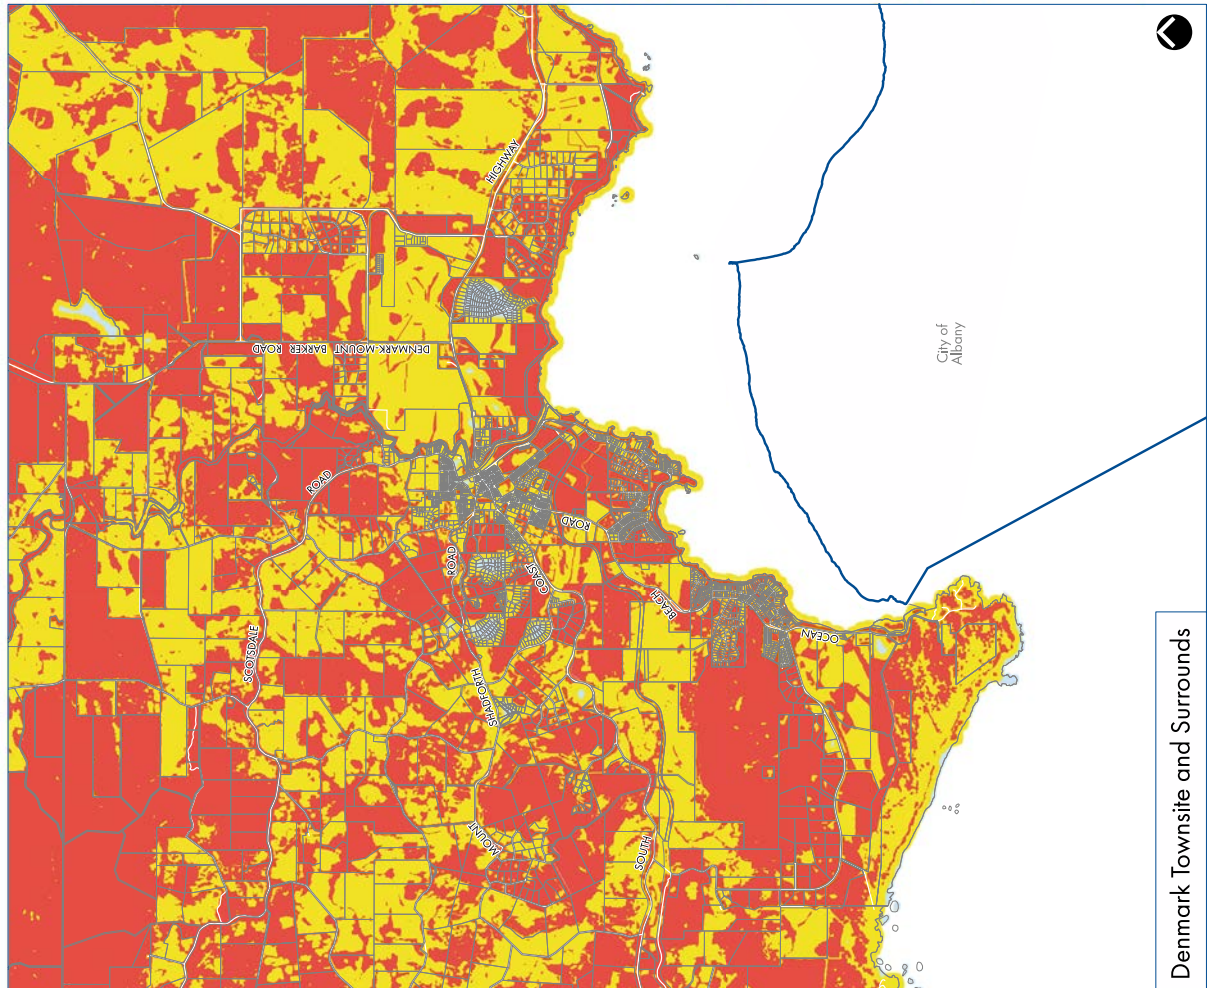 HIGHWAY
DENMARK-MOUNT BARKER ROAD
ROAD
ROAD
ROAD
COAST
BEACH
OCEAN
SCOTSDALE
SHADFORTH
MOUNT
SOUTH
City of
Albany
Denmark Townsite and Surrounds